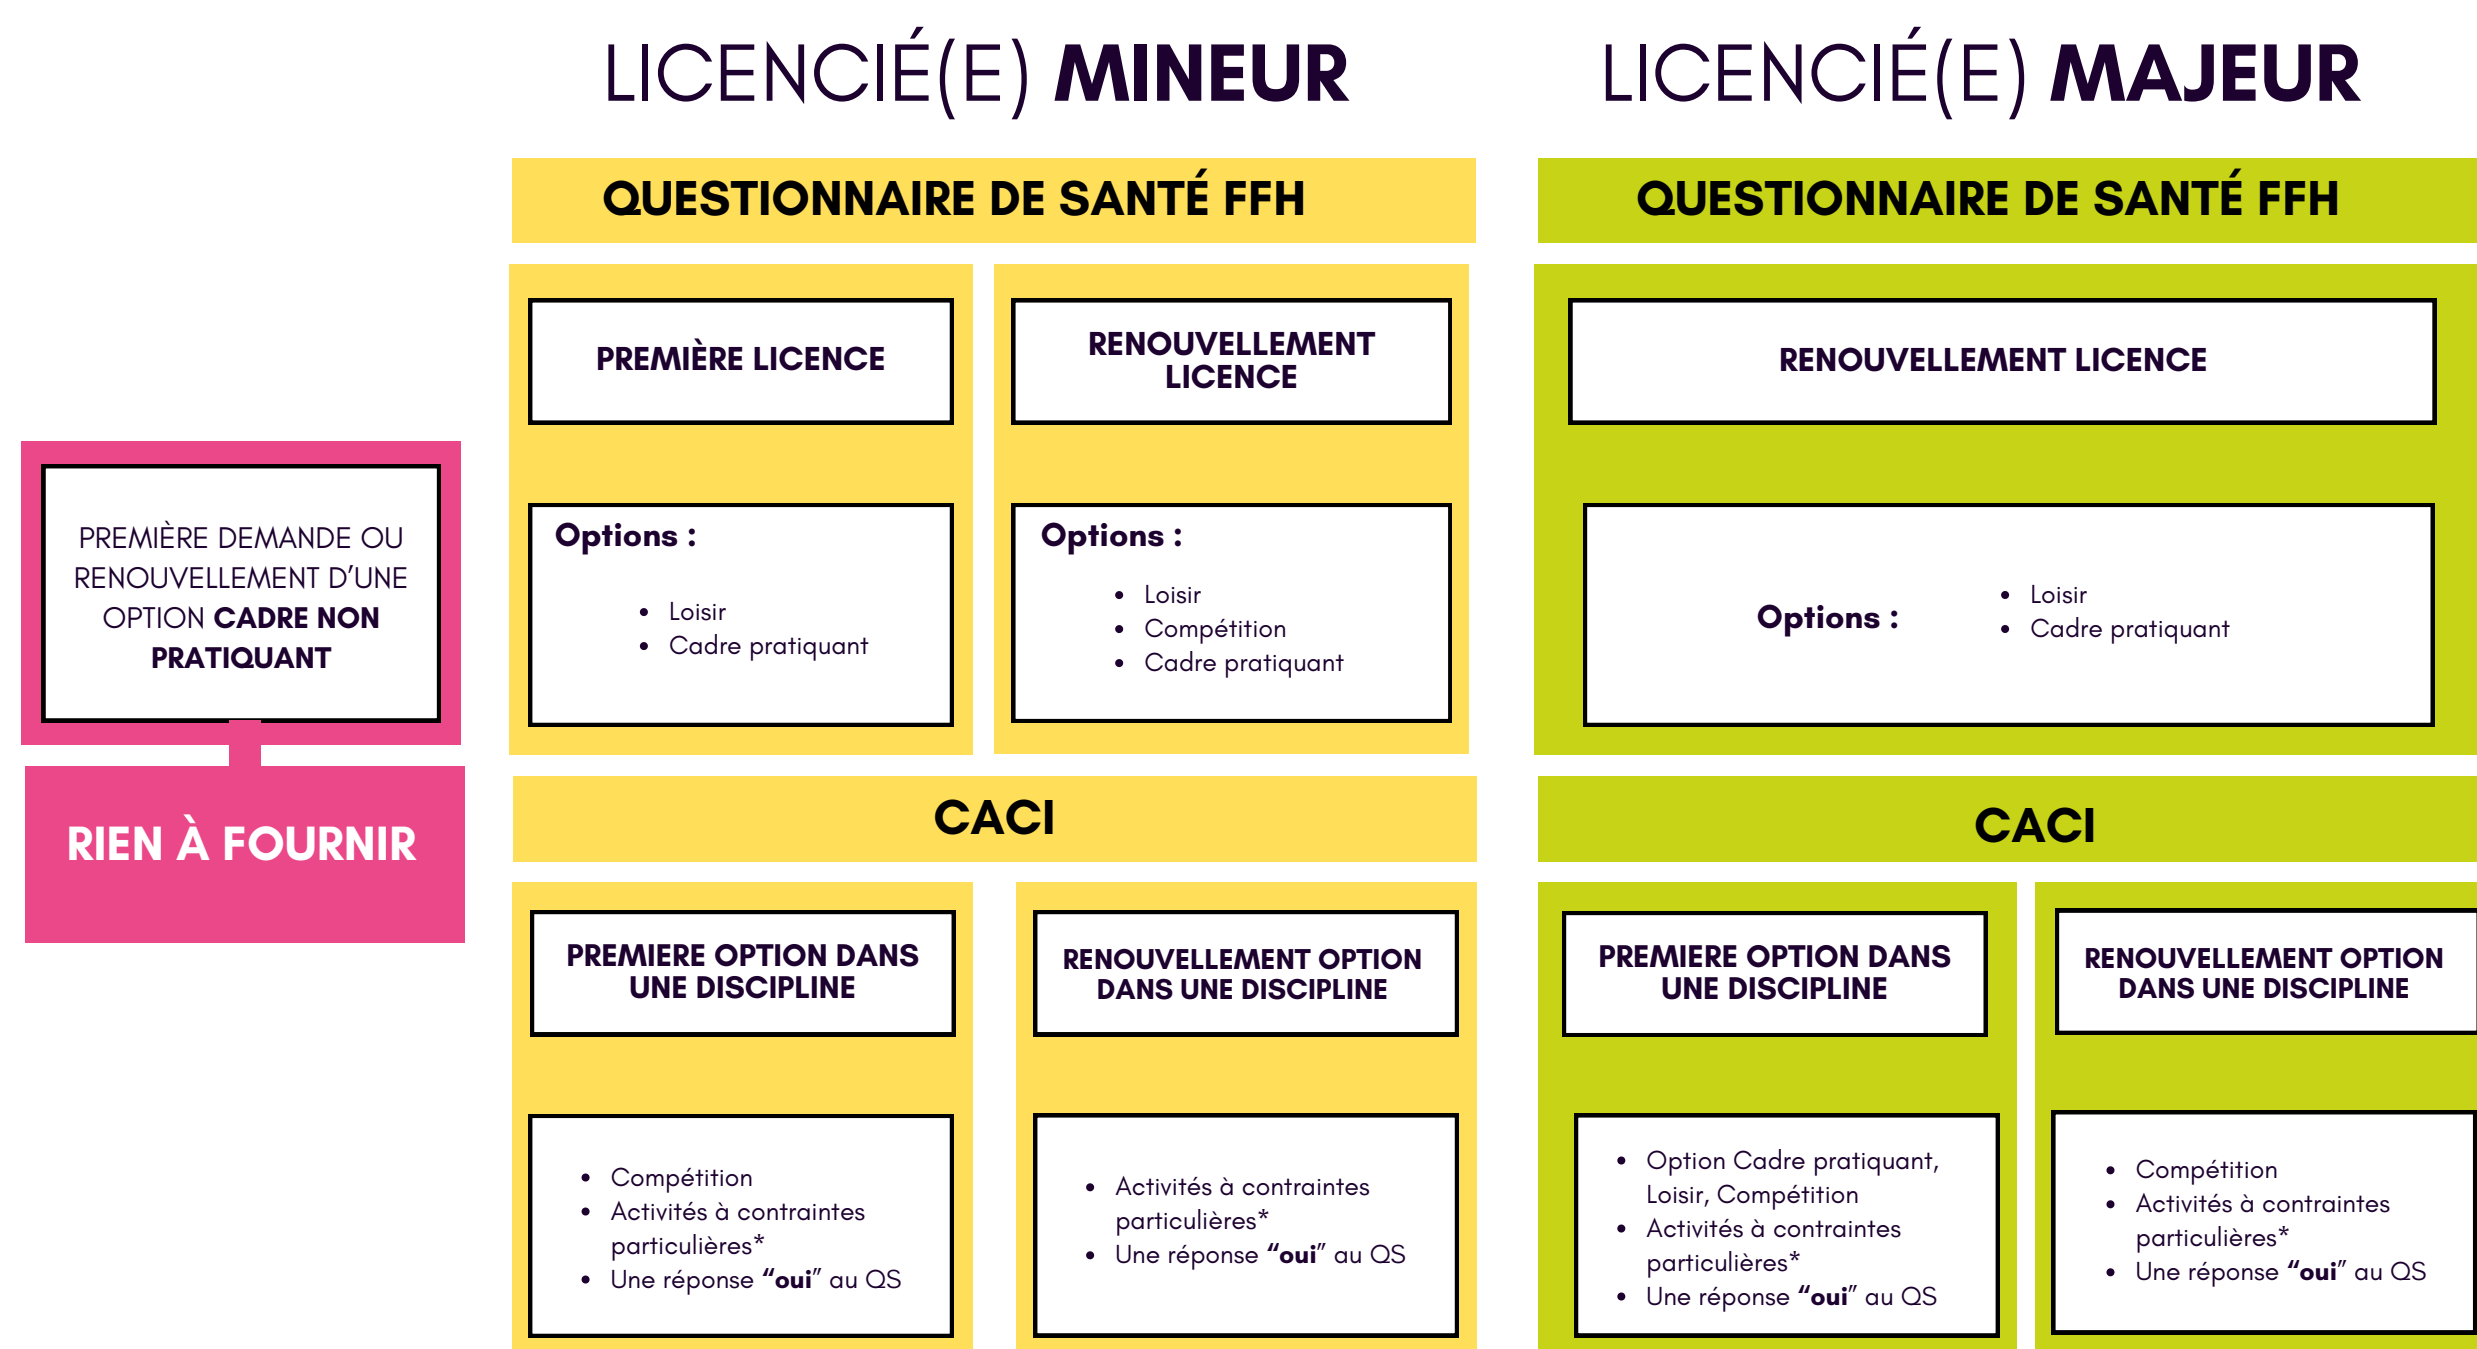 LICENCIÉ(E) MINEUR
LICENCIÉ(E) MAJEUR
PREMIÈRE DEMANDE OU
RENOUVELLEMENT D’UNE
OPTION CADRE NON
PRATIQUANT
RIEN À FOURNIR
QUESTIONNAIRE DE SANTÉ FFH
PREMIÈRE LICENCE
Options :
• Loisir
• Cadre pratiquant
RENOUVELLEMENT
LICENCE
Options :
• Loisir
• Compétition
• Cadre pratiquant
CACI
PREMIERE OPTION DANS
UNE DISCIPLINE
• Compétition
• Activités à contraintes
particulières*
• Une réponse “oui” au QS
RENOUVELLEMENT OPTION
DANS UNE DISCIPLINE
• Activités à contraintes
particulières*
• Une réponse “oui” au QS
QUESTIONNAIRE DE SANTÉ FFH
RENOUVELLEMENT LICENCE
Options :
• Loisir
• Cadre pratiquant
CACI
PREMIERE OPTION DANS
UNE DISCIPLINE
• Option Cadre pratiquant,
Loisir, Compétition
• Activités à contraintes
particulières*
• Une réponse “oui” au QS
RENOUVELLEMENT OPTION
DANS UNE DISCIPLINE
• Compétition
• Activités à contraintes
particulières*
• Une réponse “oui” au QS